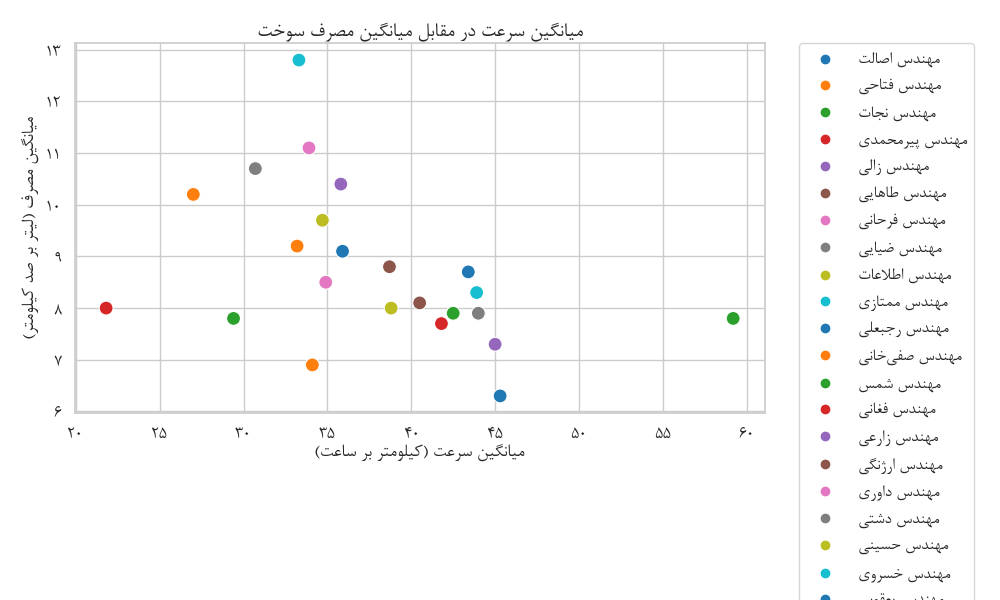 میانگین سرعت در مقابل میانگین مصرف سوخت
میانگین مصرف (لیتر بر صد کیلومتر)
۱۳
۱۲
۱۱
۱۰
۹
۸
۷
۶
۲۰ ۲۵ ۳۰ ۳۵ ۴۰ ۴۵ ۵۰ ۵۵ ۶۰
میانگین سرعت (کیلومتر بر ساعت)
مهندس اصالت
مهندس فتاحی
مهندس نجات
مهندس پیرمحمدی
مهندس زالی
مهندس طاهایی
مهندس فرحانی
مهندس ضیایی
مهندس اطلاعات
مهندس ممتازی
مهندس رجبعلی
مهندس صفی‌خانی
مهندس شمس
مهندس فغانی
مهندس زارعی
مهندس ارژنگی
مهندس داوری
مهندس دشتی
مهندس حسینی
مهندس خسروی